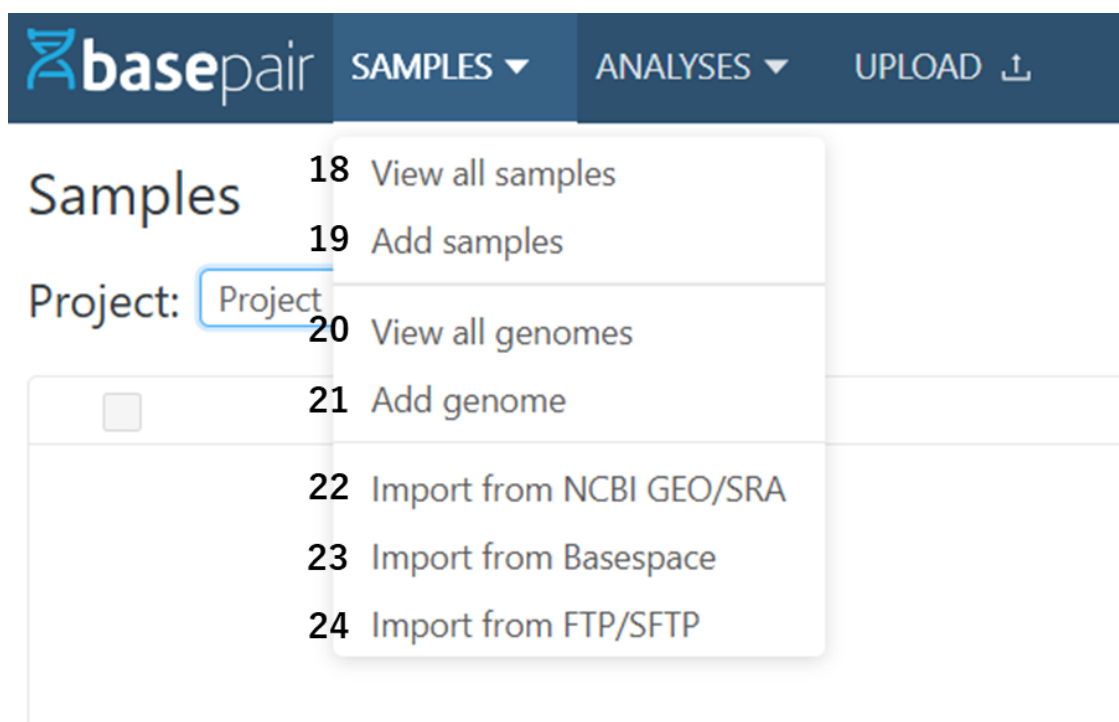 basepair SAMPLES ANALYSES UPLOAD
Samples
Project: Project
18 View all samples
19 Add samples
20 View all genomes
21 Add genome
22 Import from NCBI GEO/SRA
23 Import from Basespace
24 Import from FTP/SFTP